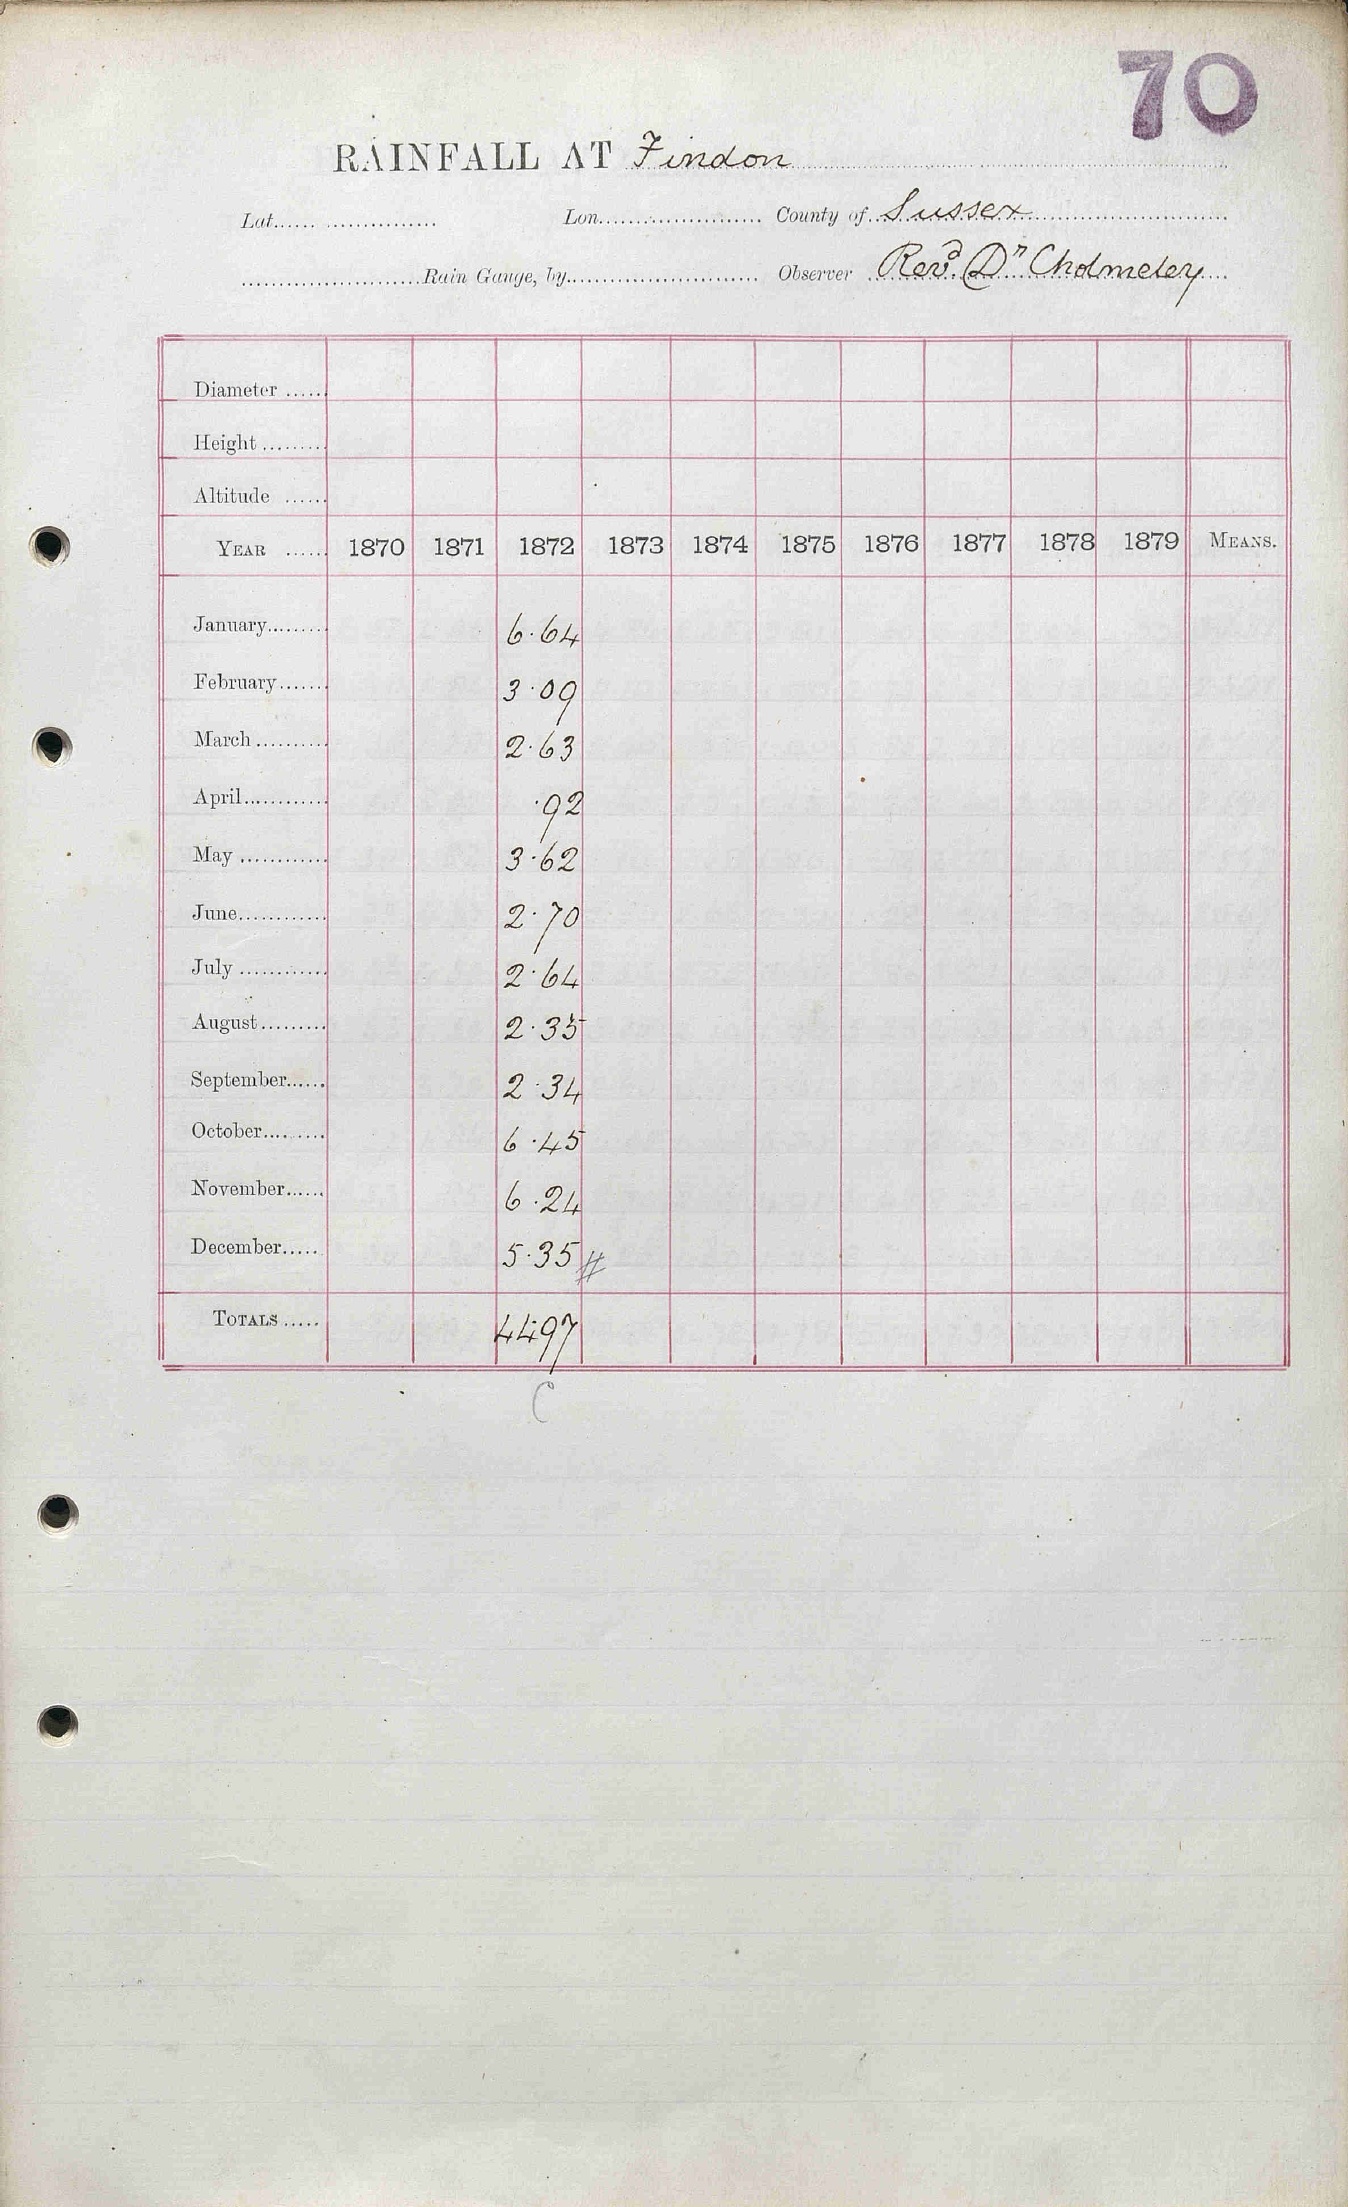 70
RAINFALL AT Findon
Lat. Lon. County of Sussex
Rain Gauge, by Observer Revd. Dr Cholmeley
Diameter
Height
Altitude
YEAR 1870 1871 1872 1873 1874 1875 1876 1877 1878 1879 MEANS.
January 6.64
February 3.09
March 2.63
April .92
May 3.62
June 2.70
July 2.64
August 2.35
September 2.34
October 6.45
November 6.24
December 5.35 #
TOTALS 4497
C